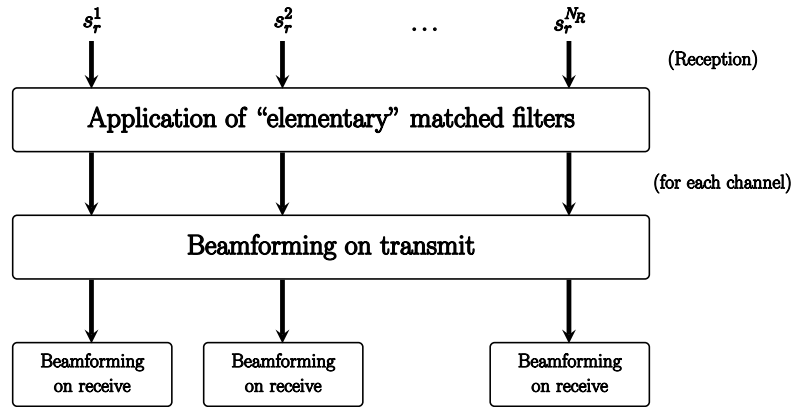 s_r^1 s_r^2 ... s_r^{N_R}
(Reception)
Application of “elementary” matched filters
(for each channel)
Beamforming on transmit
Beamforming Beamforming Beamforming
on receive on receive on receive